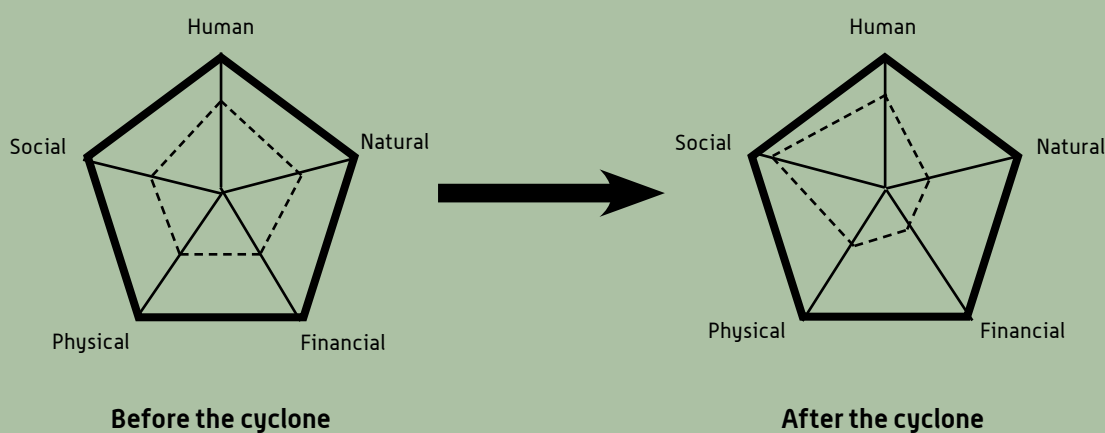 Human
Social
Natural
Physical
Financial
Before the cyclone
Human
Social
Natural
Physical
Financial
After the cyclone